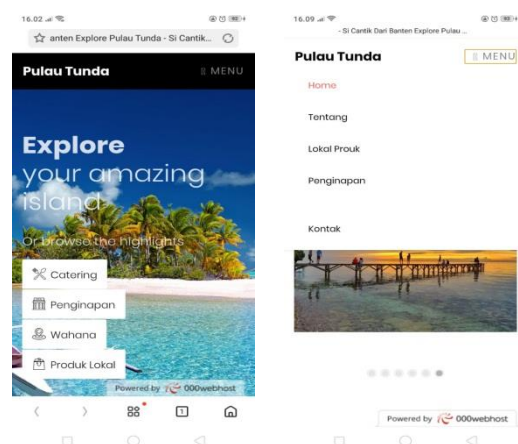 16.02
anten Explore Pulau Tunda - Si Cantik...
Pulau Tunda
MENU
Explore
your amazing
island
Or browse the highlights
Catering
Penginapan
Wahana
Produk Lokal
Powered by 000webhost
1
16.09
- Si Cantik Dari Banten Explore Pulau ...
Pulau Tunda
MENU
Home
Tentang
Lokal Prouk
Penginapan
Kontak
Powered by 000webhost